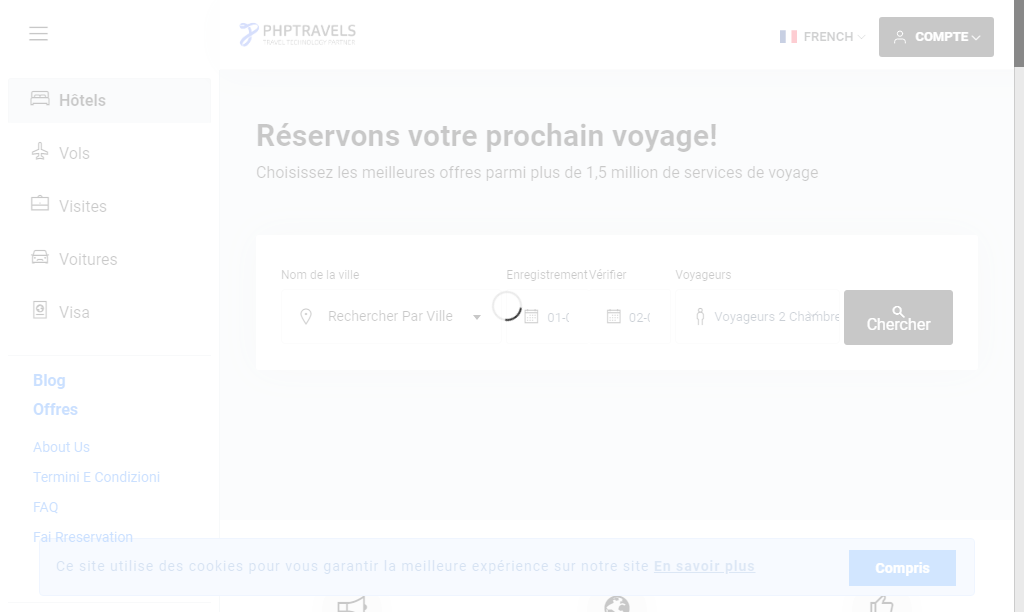 PHPTRAVELS
TRAVEL TECHNOLOGY PARTNER
FRENCH
COMPTE
Hôtels
Vols
Visites
Voitures
Visa
Blog
Offres
About Us
Termini E Condizioni
FAQ
Fai Rreservation
Réservons votre prochain voyage!
Choisissez les meilleures offres parmi plus de 1,5 million de services de voyage
Nom de la ville
Enregistrement Vérifier
Voyageurs
Rechercher Par Ville
01-
02-
Voyageurs 2 Chambre
Chercher
Ce site utilise des cookies pour vous garantir la meilleure expérience sur notre site En savoir plus
Compris